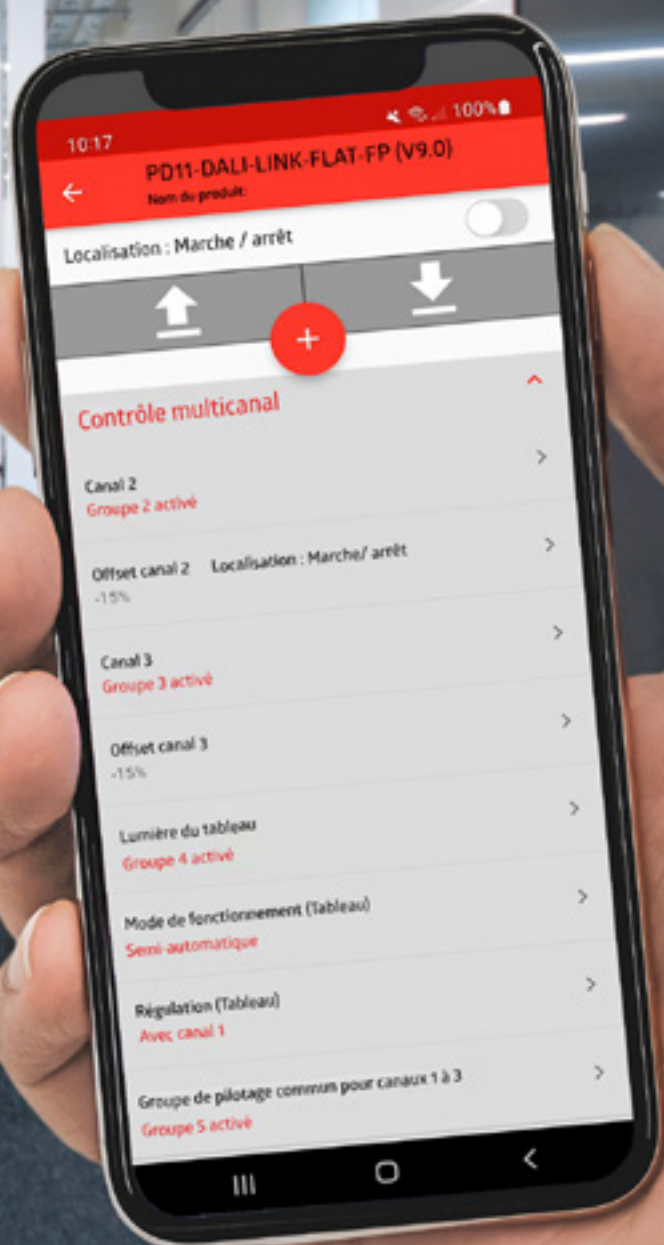 10:17
100%
PD11-DALI-LINK-FLAT-FP (V9.0)
Nom du produit:
Localisation : Marche / arrêt
+
Contrôle multicanal
Canal 2
Groupe 2 activé
Offset canal 2 Localisation : Marche/ arrêt
-15%
Canal 3
Groupe 3 activé
Offset canal 3
-15%
Lumière du tableau
Groupe 4 activé
Mode de fonctionnement (Tableau)
Semi-automatique
Régulation (Tableau)
Avec canal 1
Groupe de pilotage commun pour canaux 1 à 3
Groupe 5 activé